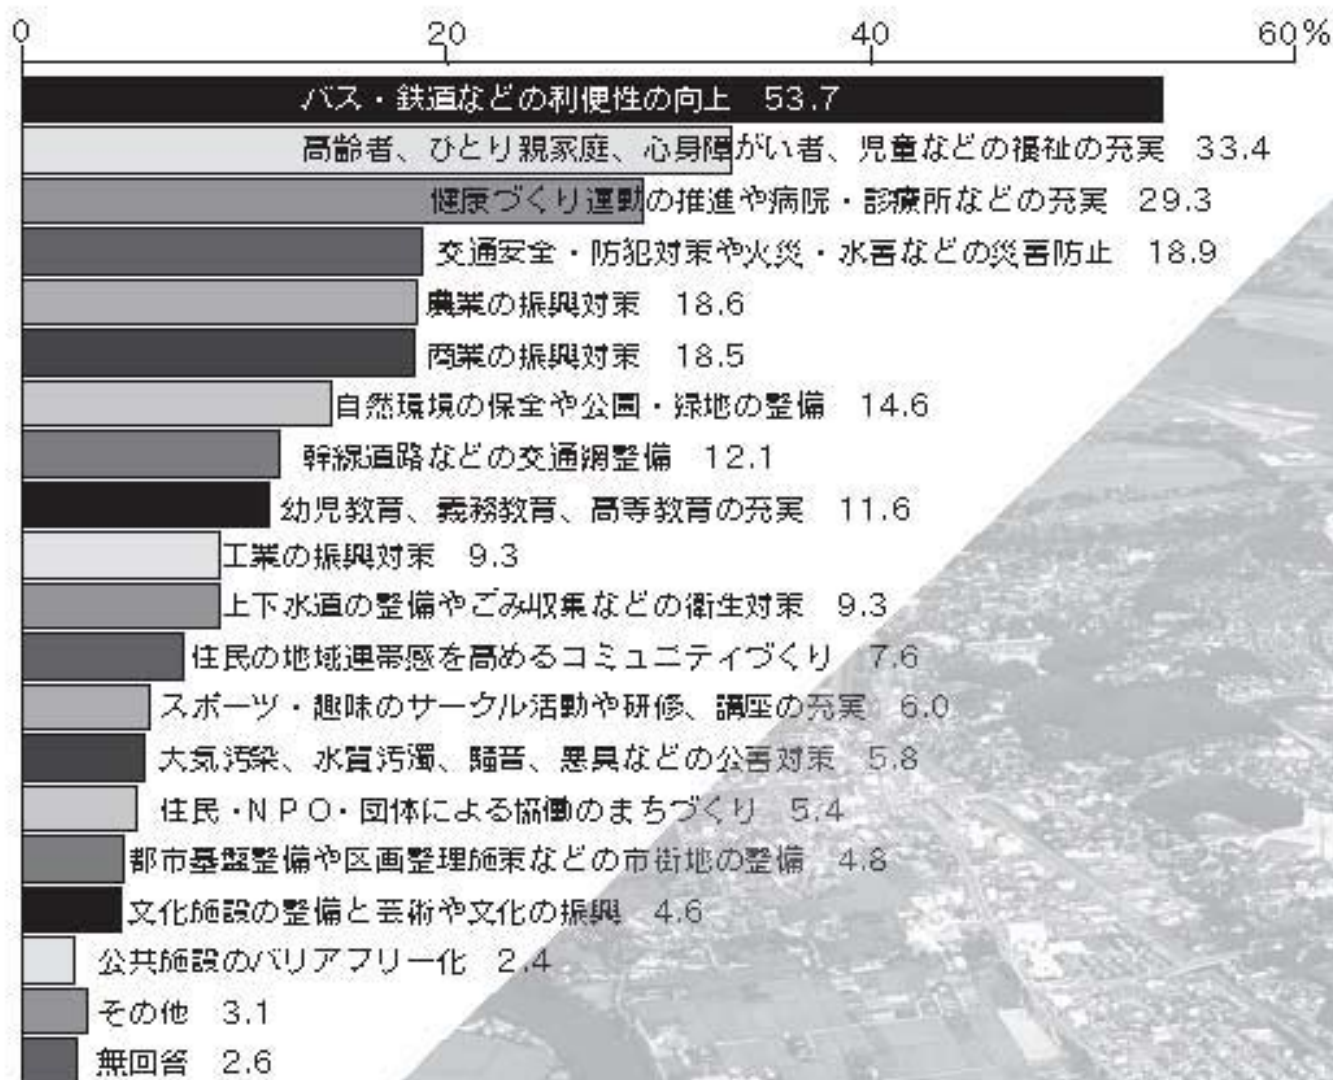 0 20 40 60%
バス・鉄道などの利便性の向上 53.7
高齢者、ひとり親家庭、心身障がい者、児童などの福祉の充実 33.4
健康づくり運動の推進や病院・診療所などの充実 29.3
交通安全・防犯対策や火災・水害などの災害防止 18.9
農業の振興対策 18.6
商業の振興対策 18.5
自然環境の保全や公園・緑地の整備 14.6
幹線道路などの交通網整備 12.1
幼児教育、義務教育、高等教育の充実 11.6
工業の振興対策 9.3
上下水道の整備やごみ収集などの衛生対策 9.3
住民の地域連帯感を高めるコミュニティづくり 7.6
スポーツ・趣味のサークル活動や研修、講座の充実 6.0
大気汚染、水質汚濁、騒音、悪臭などの公害対策 5.8
住民・NPO・団体による協働のまちづくり 5.4
都市基盤整備や区画整理施策などの市街地の整備 4.8
文化施設の整備と芸術や文化の振興 4.6
公共施設のバリアフリー化 2.4
その他 3.1
無回答 2.6